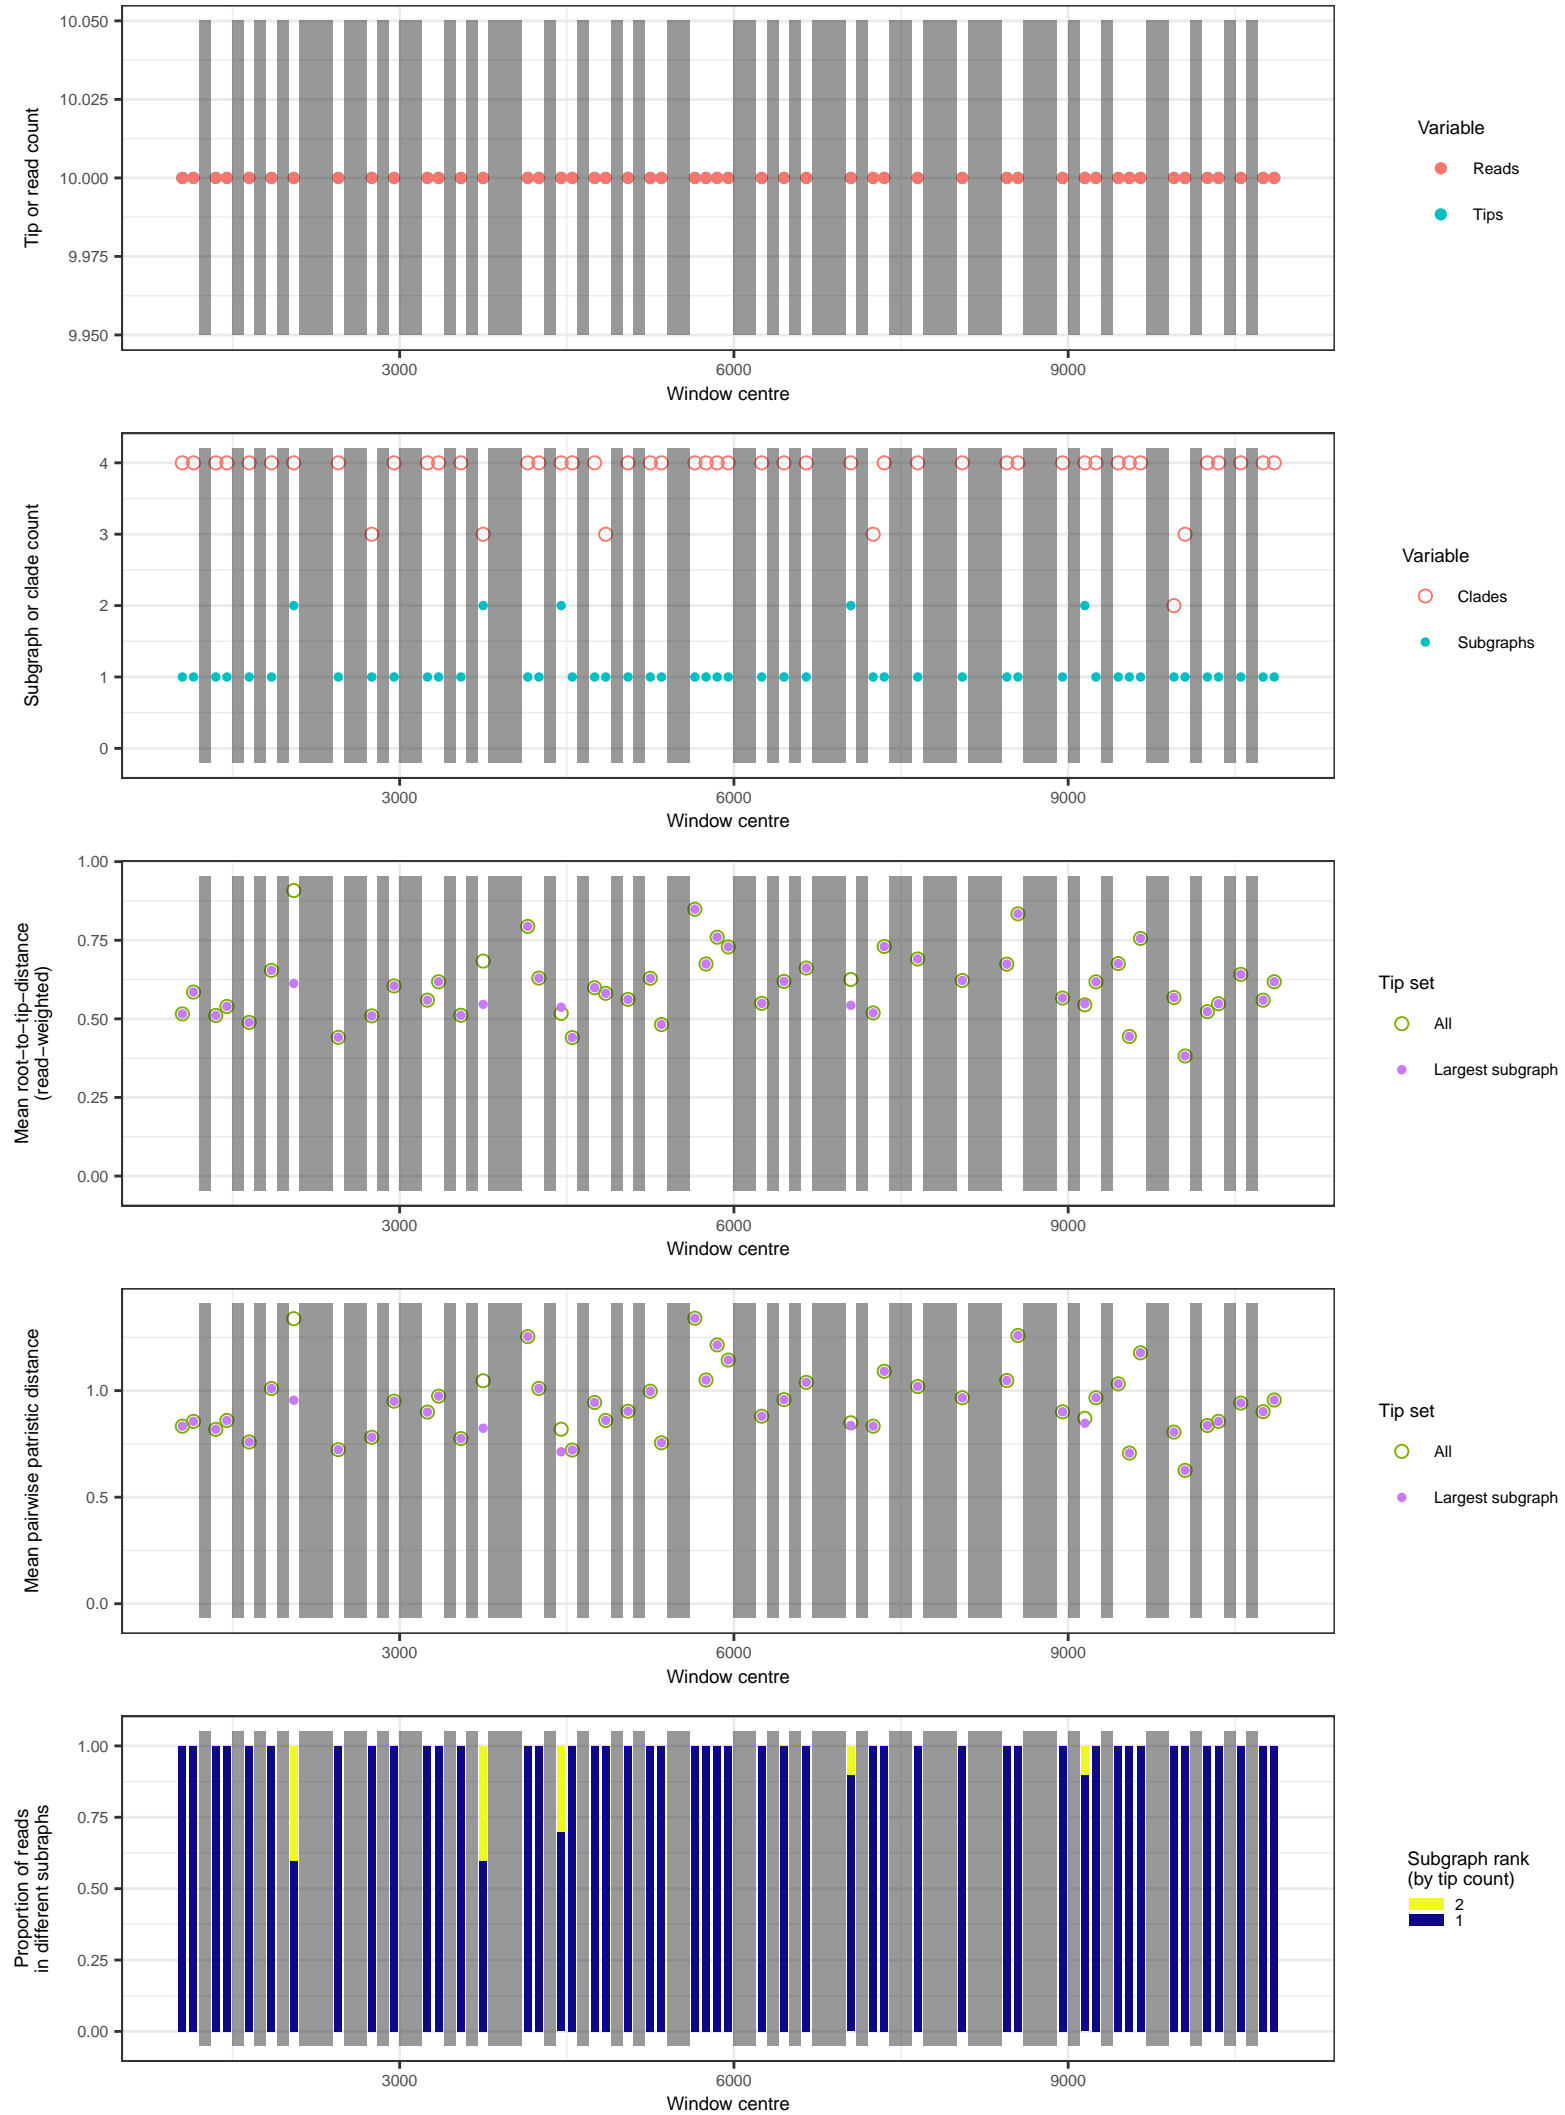 10.050
10.025
10.000
9.975
9.950
Tip or read count
3000
6000
9000
Window centre
Variable
Reads
Tips
4
3
2
1
0
Subgraph or clade count
3000
6000
9000
Window centre
Variable
Clades
Subgraphs
1.00
0.75
0.50
0.25
0.00
Mean root−to−tip−distance
(read−weighted)
3000
6000
9000
Window centre
Tip set
All
Largest subgraph
1.0
0.5
0.0
Mean pairwise patristic distance
3000
6000
9000
Window centre
Tip set
All
Largest subgraph
1.00
0.75
0.50
0.25
0.00
Proportion of reads
in different subraphs
3000
6000
9000
Window centre
Subgraph rank
(by tip count)
2
1